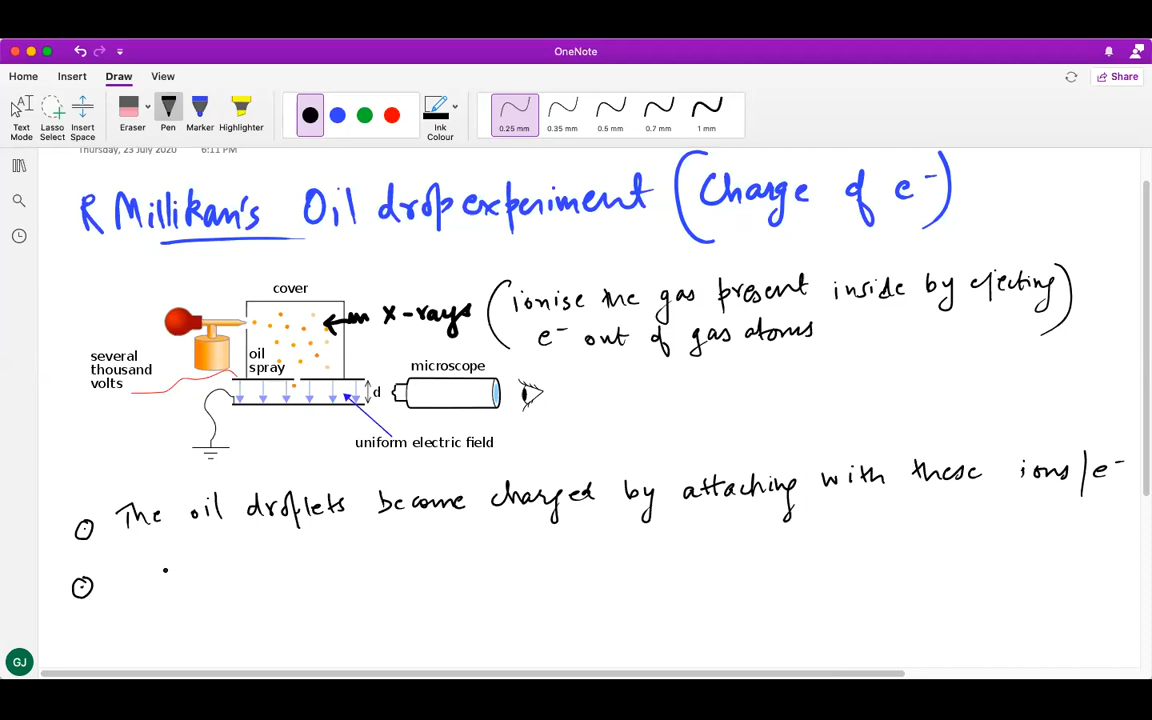 OneNote
Home Insert Draw View
Share
Text Mode
Lasso Select
Insert Space
Eraser
Pen
Marker
Highlighter
Ink Colour
0.25 mm
0.35 mm
0.5 mm
0.7 mm
1 mm
Thursday, 23 July 2020 6:11 PM
R Millikan's Oil drop experiment (Charge of e⁻)
cover
X-rays (ionise the gas present inside by ejecting
e⁻ out of gas atoms)
several
thousand
volts
oil
spray
microscope
d
uniform electric field
The oil droplets become charged by attaching with these ions/e⁻
GJ